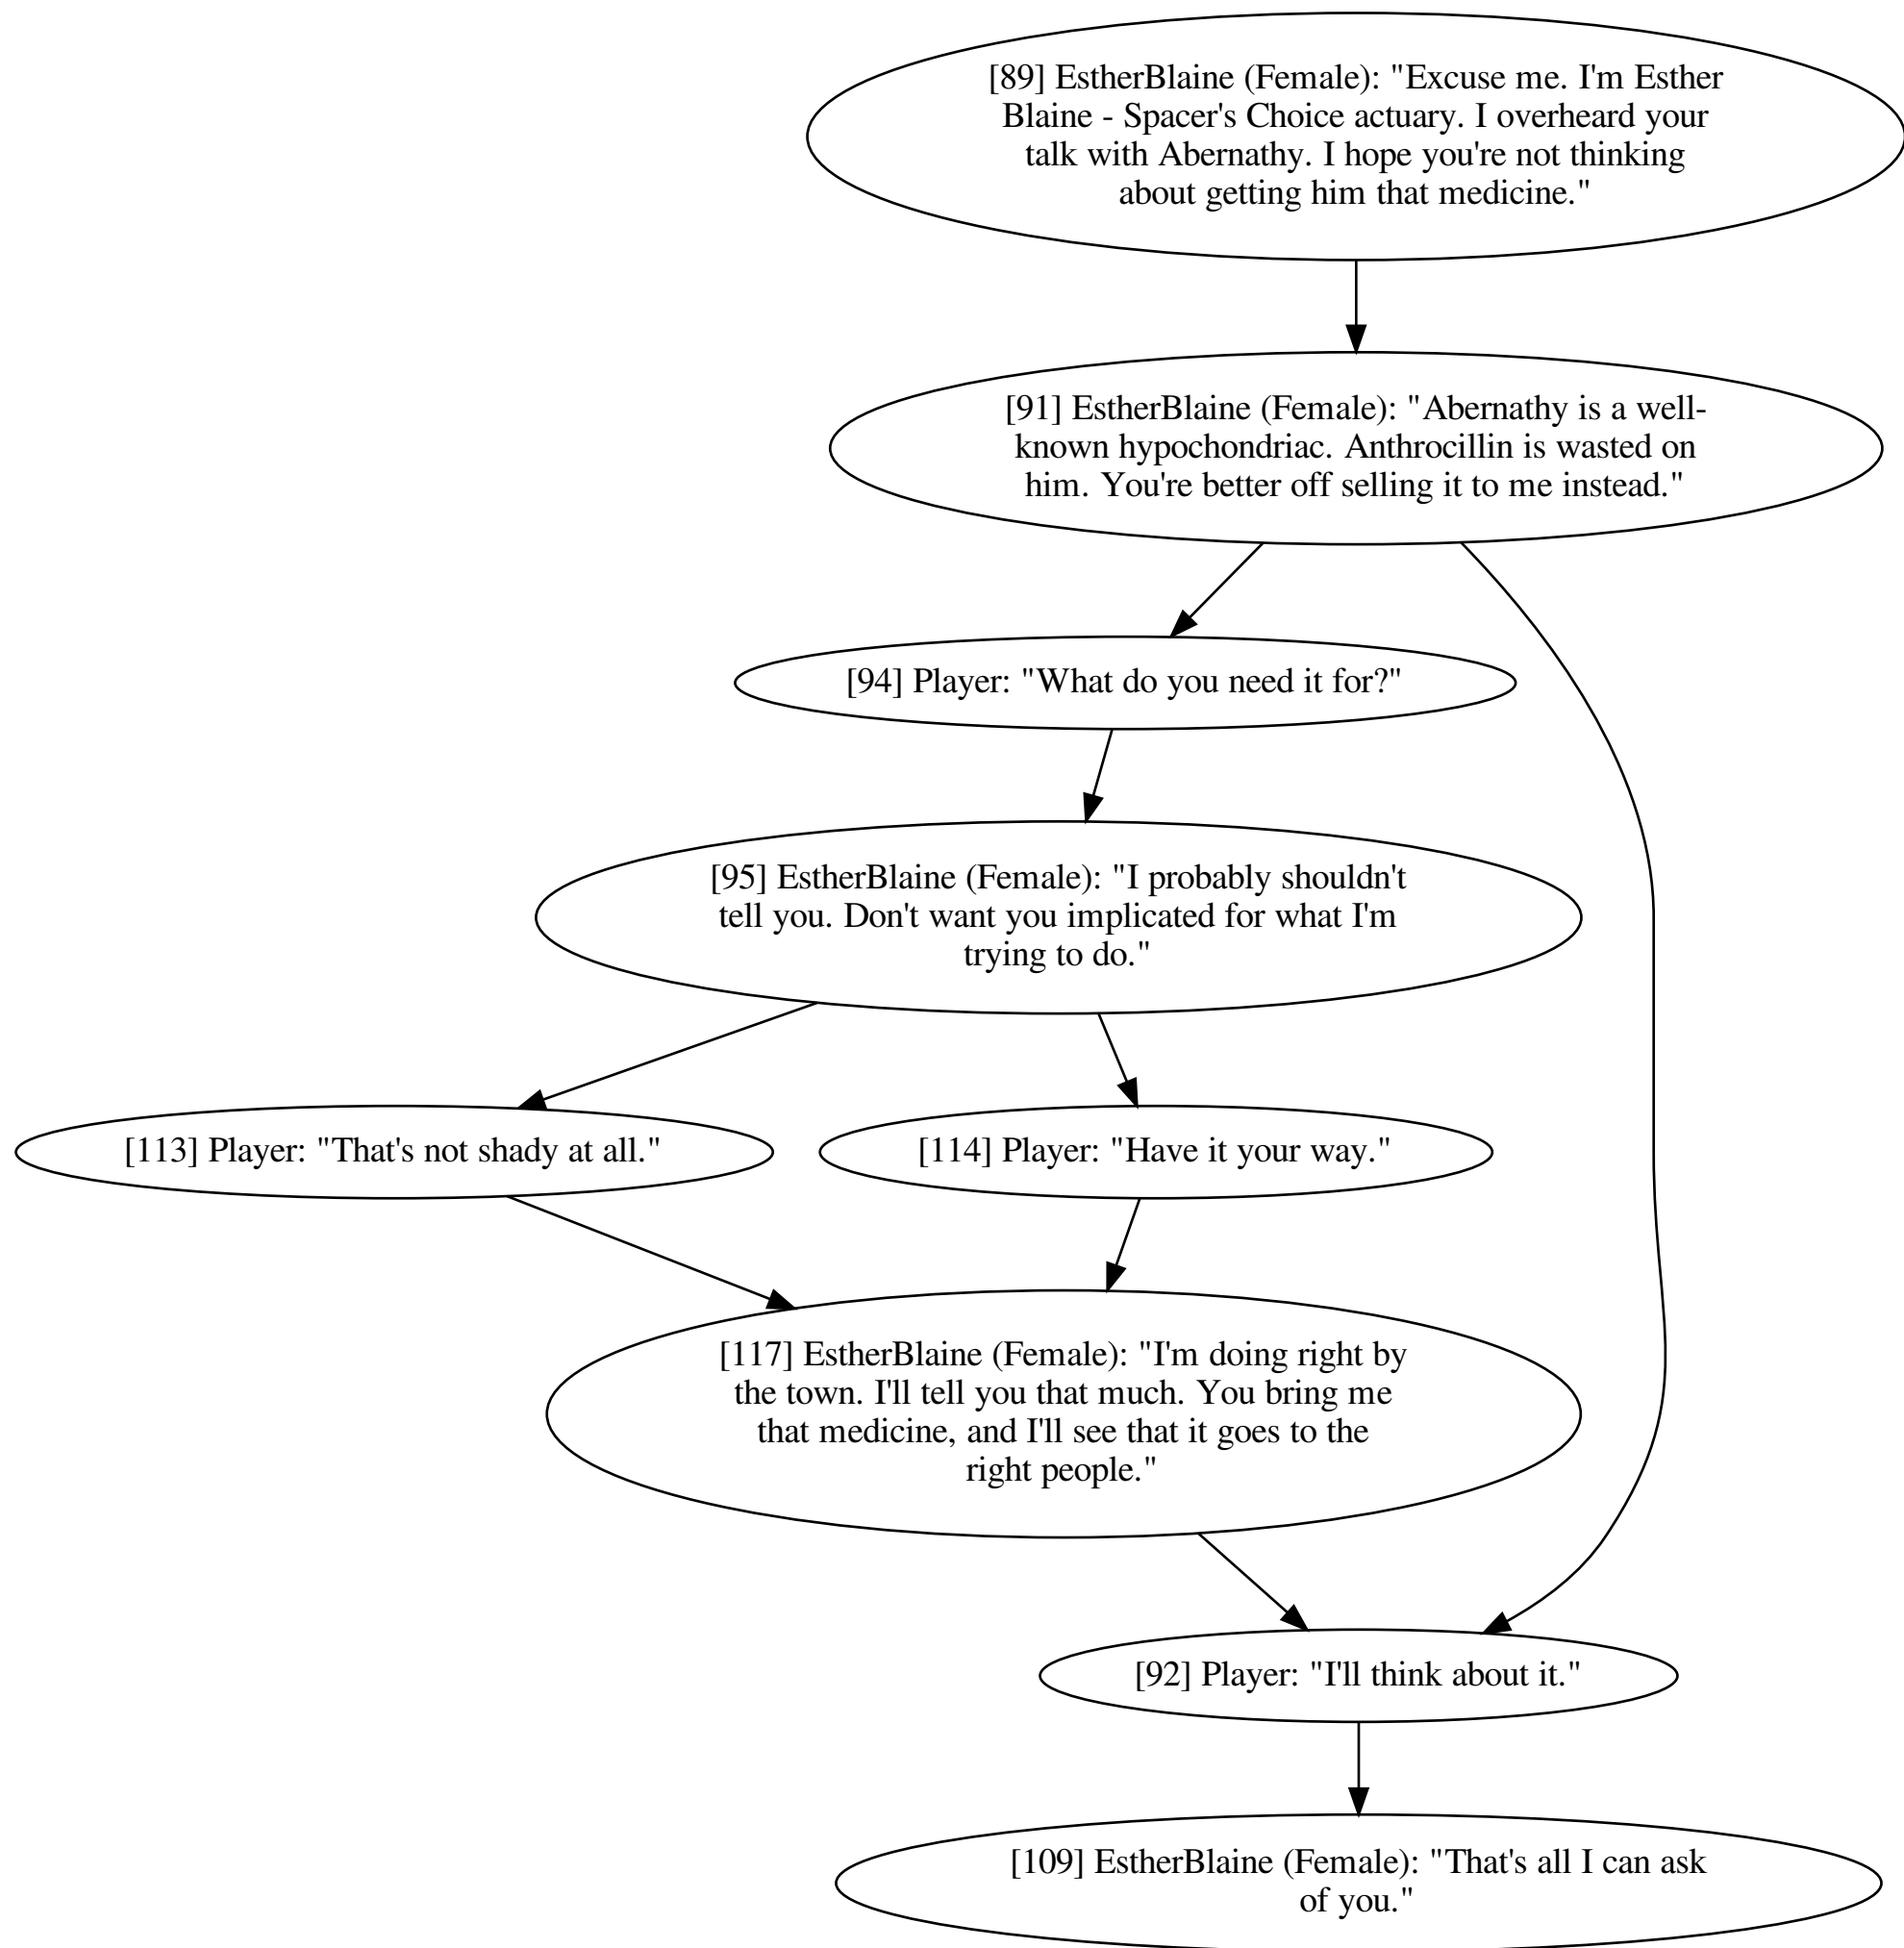 [89] EstherBlaine (Female): "Excuse me. I'm Esther
Blaine - Spacer's Choice actuary. I overheard your
talk with Abernathy. I hope you're not thinking
about getting him that medicine."
[91] EstherBlaine (Female): "Abernathy is a well-
known hypochondriac. Anthrocillin is wasted on
him. You're better off selling it to me instead."
[94] Player: "What do you need it for?"
[95] EstherBlaine (Female): "I probably shouldn't
tell you. Don't want you implicated for what I'm
trying to do."
[113] Player: "That's not shady at all."
[114] Player: "Have it your way."
[117] EstherBlaine (Female): "I'm doing right by
the town. I'll tell you that much. You bring me
that medicine, and I'll see that it goes to the
right people."
[92] Player: "I'll think about it."
[109] EstherBlaine (Female): "That's all I can ask
of you."